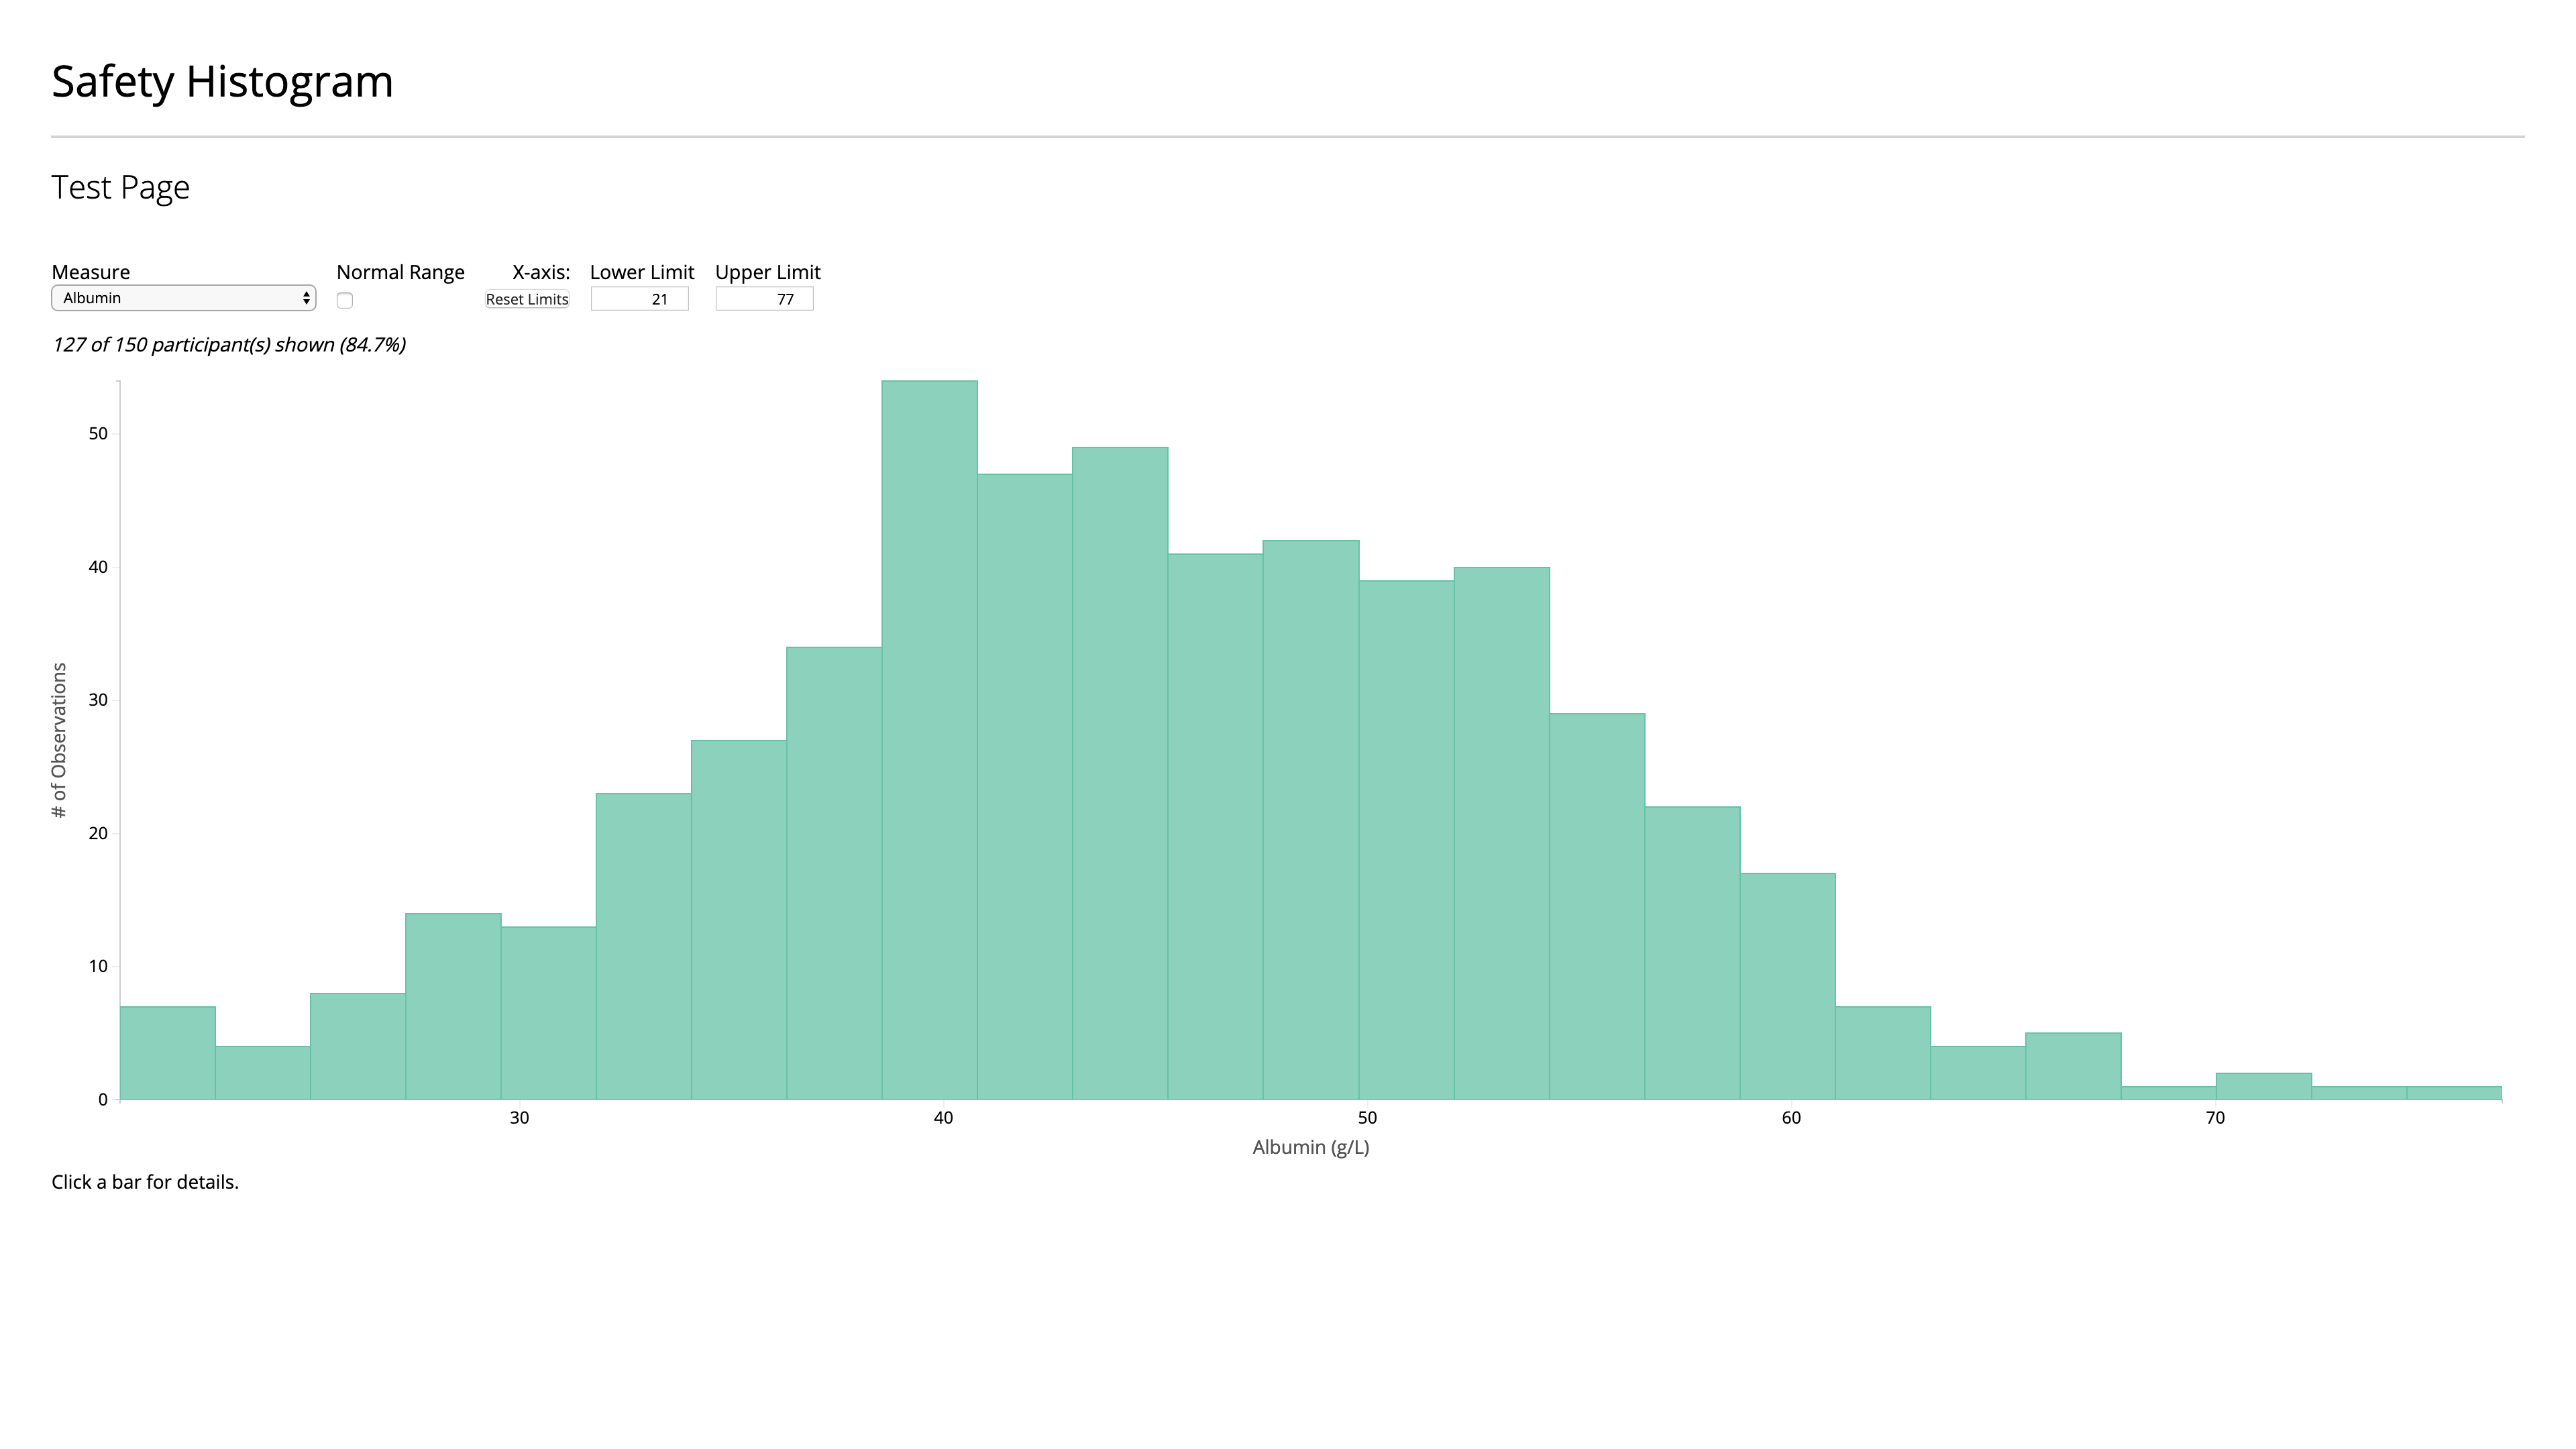 Safety Histogram
Test Page
Measure
Normal Range
X-axis:
Lower Limit
Upper Limit
Albumin
Reset Limits
21
77
127 of 150 participant(s) shown (84.7%)
50
40
30
20
10
0
# of Observations
30
40
50
60
70
Albumin (g/L)
Click a bar for details.